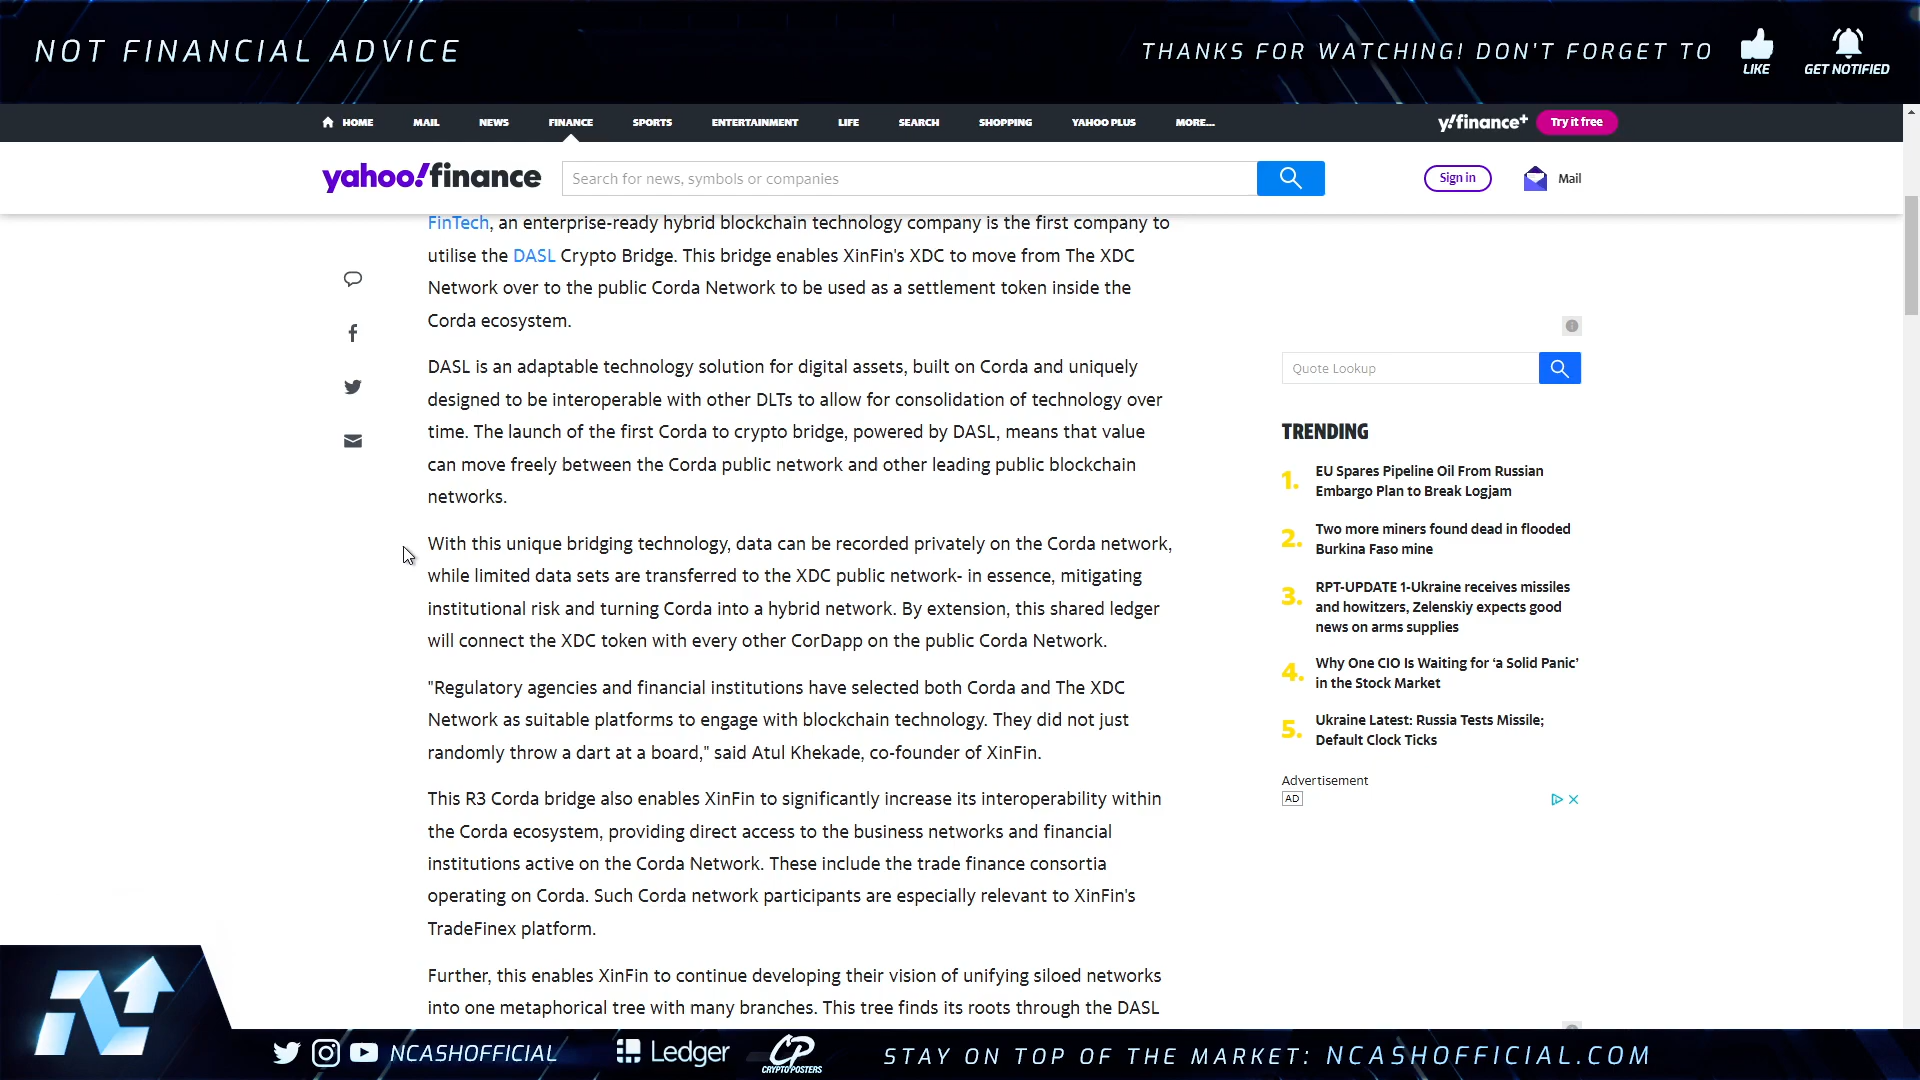 NOT FINANCIAL ADVICE
THANKS FOR WATCHING! DON'T FORGET TO
LIKE
GET NOTIFIED
HOME MAIL NEWS FINANCE SPORTS ENTERTAINMENT LIFE SEARCH SHOPPING YAHOO PLUS MORE...
y!finance+ Try it free
yahoo!finance
Search for news, symbols or companies
Sign in
Mail
FinTech, an enterprise-ready hybrid blockchain technology company is the first company to
utilise the DASL Crypto Bridge. This bridge enables XinFin's XDC to move from The XDC
Network over to the public Corda Network to be used as a settlement token inside the
Corda ecosystem.
DASL is an adaptable technology solution for digital assets, built on Corda and uniquely
designed to be interoperable with other DLTs to allow for consolidation of technology over
time. The launch of the first Corda to crypto bridge, powered by DASL, means that value
can move freely between the Corda public network and other leading public blockchain
networks.
With this unique bridging technology, data can be recorded privately on the Corda network,
while limited data sets are transferred to the XDC public network- in essence, mitigating
institutional risk and turning Corda into a hybrid network. By extension, this shared ledger
will connect the XDC token with every other CorDapp on the public Corda Network.
"Regulatory agencies and financial institutions have selected both Corda and The XDC
Network as suitable platforms to engage with blockchain technology. They did not just
randomly throw a dart at a board," said Atul Khekade, co-founder of XinFin.
This R3 Corda bridge also enables XinFin to significantly increase its interoperability within
the Corda ecosystem, providing direct access to the business networks and financial
institutions active on the Corda Network. These include the trade finance consortia
operating on Corda. Such Corda network participants are especially relevant to XinFin's
TradeFinex platform.
Further, this enables XinFin to continue developing their vision of unifying siloed networks
into one metaphorical tree with many branches. This tree finds its roots through the DASL
Quote Lookup
TRENDING
1. EU Spares Pipeline Oil From Russian
Embargo Plan to Break Logjam
2. Two more miners found dead in flooded
Burkina Faso mine
3. RPT-UPDATE 1-Ukraine receives missiles
and howitzers, Zelenskiy expects good
news on arms supplies
4. Why One CIO Is Waiting for ‘a Solid Panic’
in the Stock Market
5. Ukraine Latest: Russia Tests Missile;
Default Clock Ticks
Advertisement
AD
NCASHOFFICIAL
Ledger
CP
CRYPTOPOSTERS
STAY ON TOP OF THE MARKET: NCASHOFFICIAL.COM